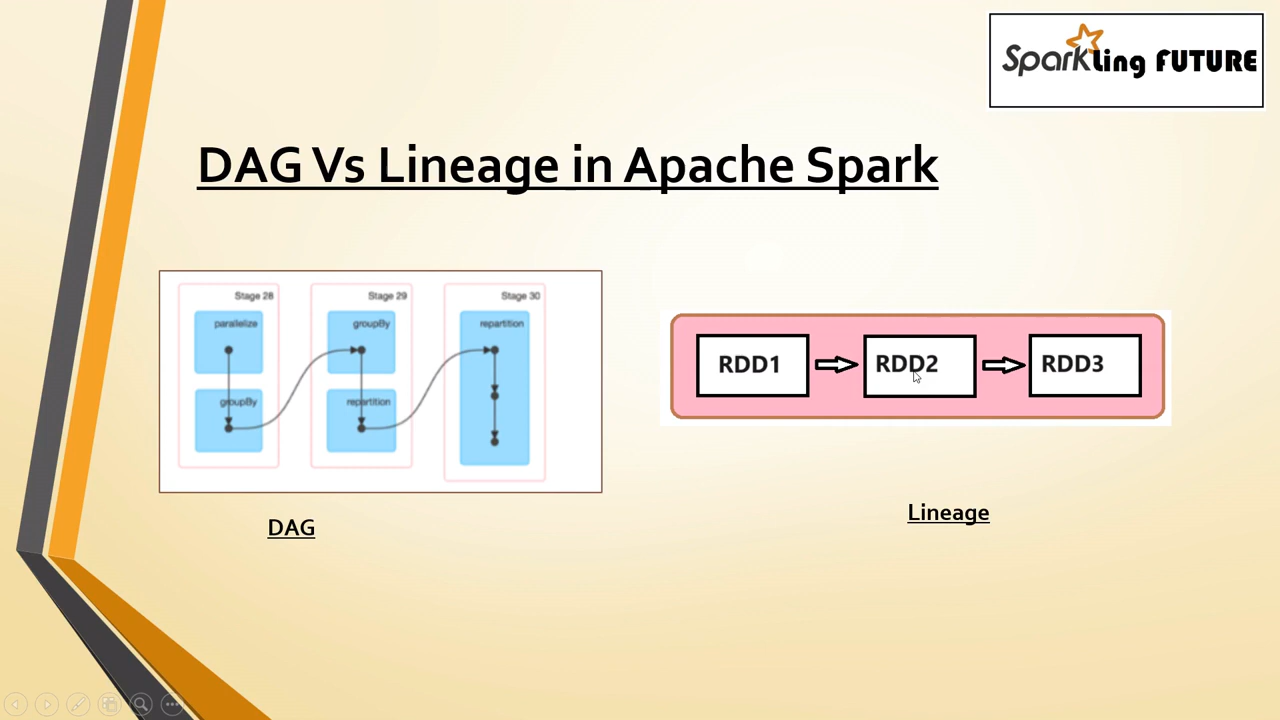 Sparkling FUTURE
DAG Vs Lineage in Apache Spark
Stage 28
parallelize
groupBy
Stage 29
groupBy
repartition
Stage 30
repartition
DAG
RDD1
RDD2
RDD3
Lineage